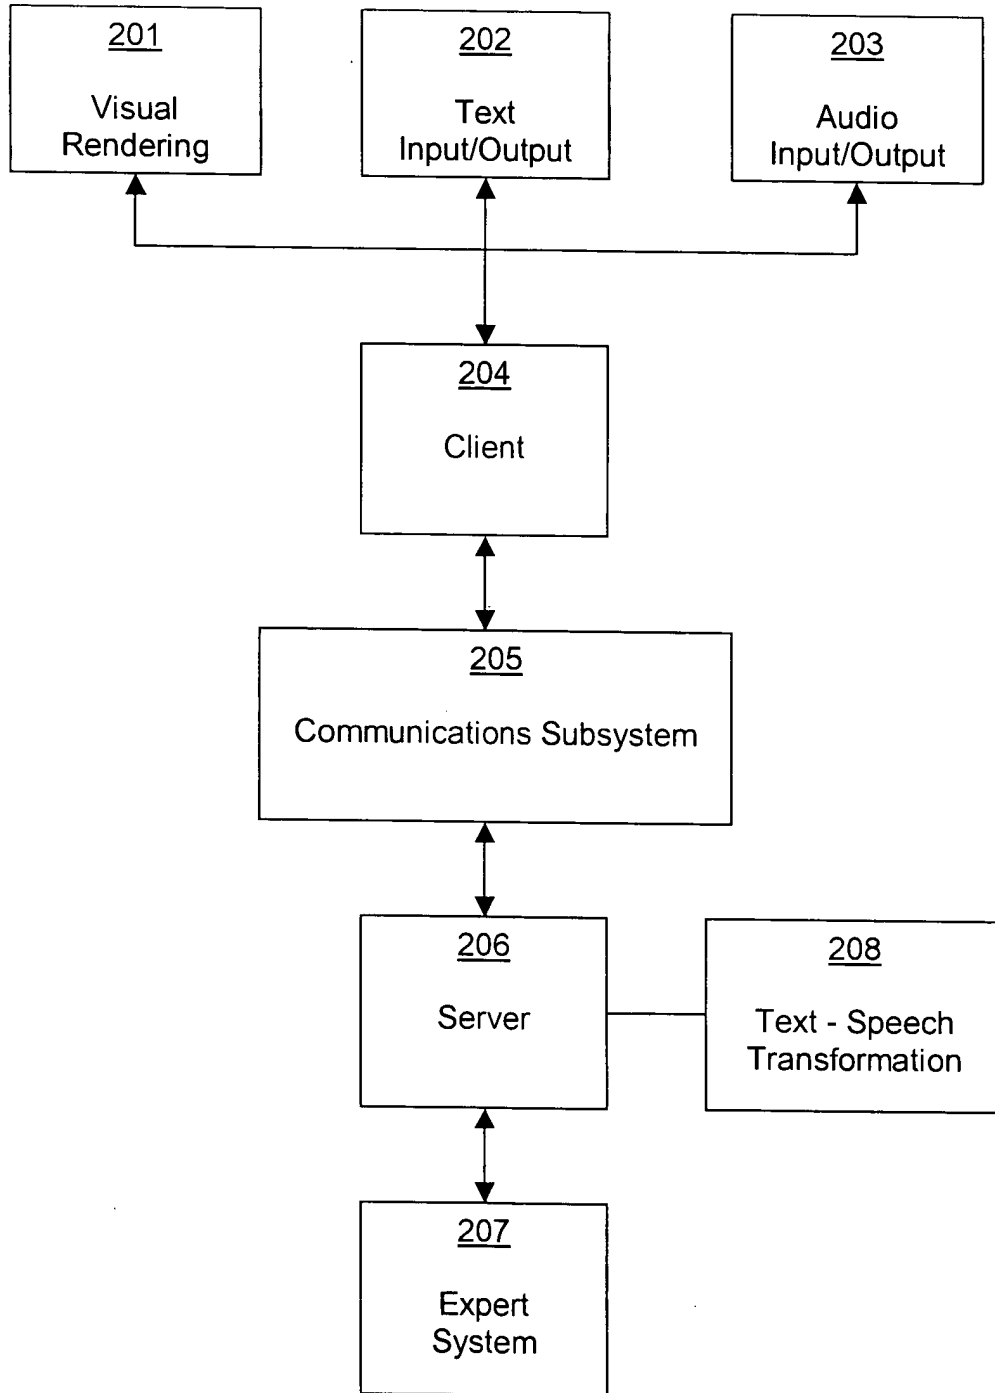 201
Visual
Rendering
202
Text
Input/Output
203
Audio
Input/Output
204
Client
205
Communications Subsystem
206
Server
208
Text - Speech
Transformation
207
Expert
System